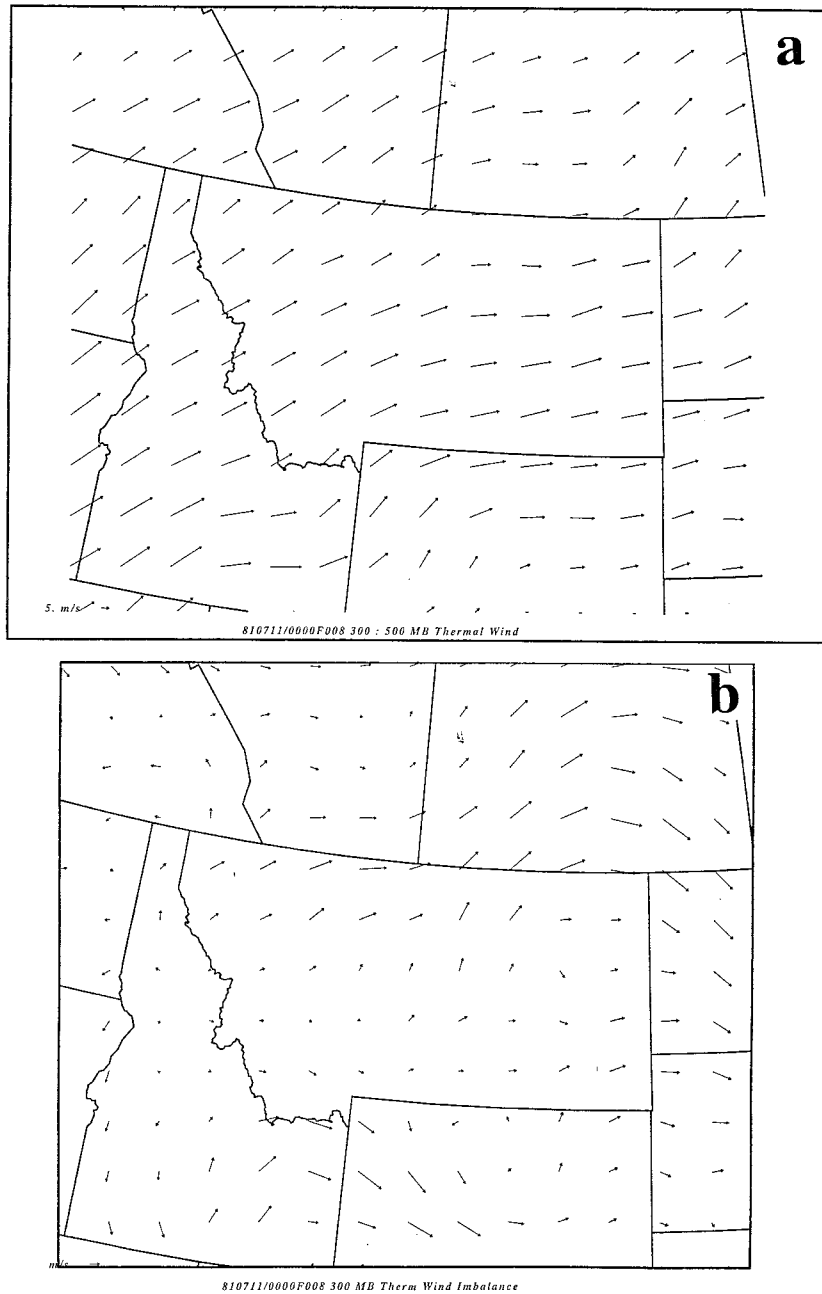 a
5. m/s
810711/0000F008 300 : 500 MB Thermal Wind
b
m/s
810711/0000F008 300 MB Therm Wind Imbalance